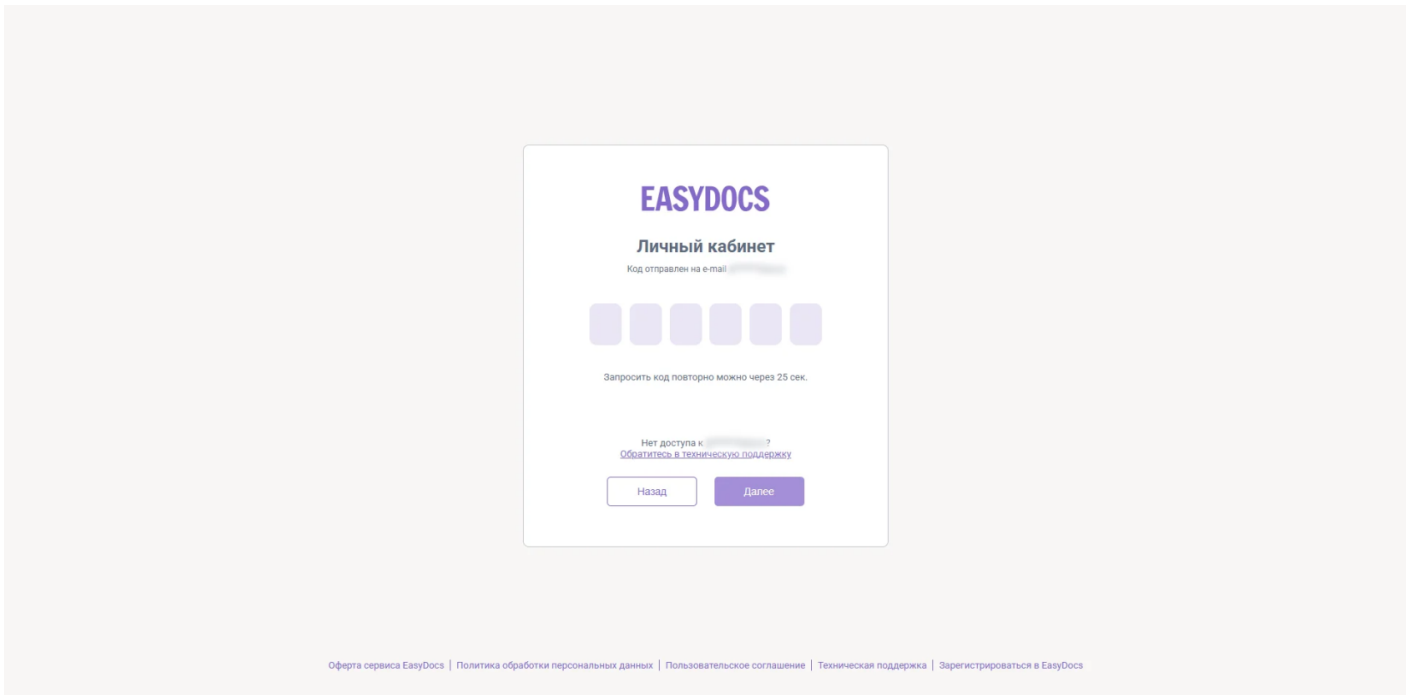 EASYDOCS
Личный кабинет
Код отправлен на e-mail
Запросить код повторно можно через 25 сек.
Нет доступа к ?
Обратитесь в техническую поддержку
Назад Далее
Оферта сервиса EasyDocs | Политика обработки персональных данных | Пользовательское соглашение | Техническая поддержка | Зарегистрироваться в EasyDocs